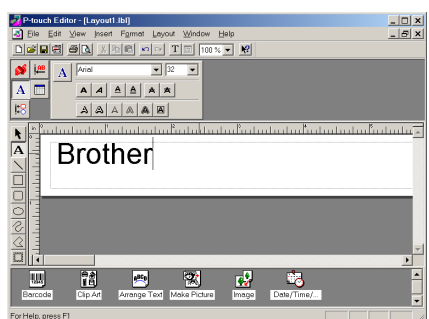 P-touch Editor - [Layout1.lbl]
File Edit View Insert Format Layout Window Help
100 %
Arial 32
Brother
Barcode Clip Art Arrange Text Make Picture Image Date/Time/...
For Help, press F1